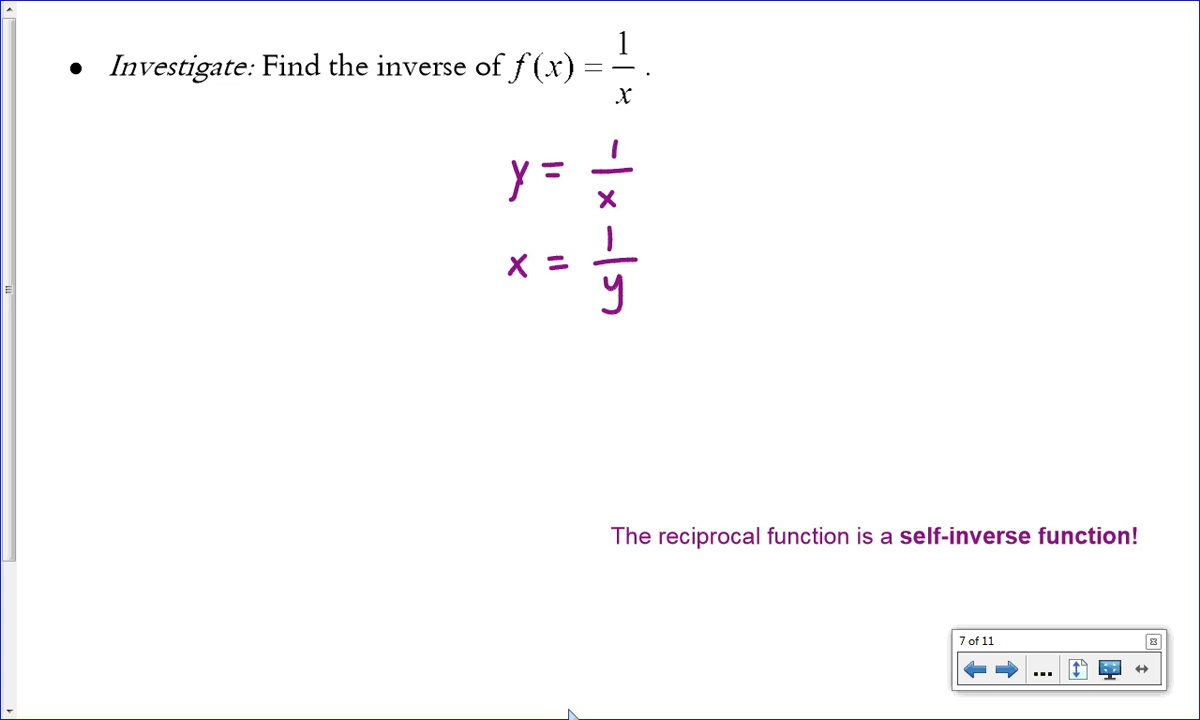 • Investigate: Find the inverse of f(x) = 1/x .
y = 1/x
x = 1/y
The reciprocal function is a self-inverse function!
7 of 11
...